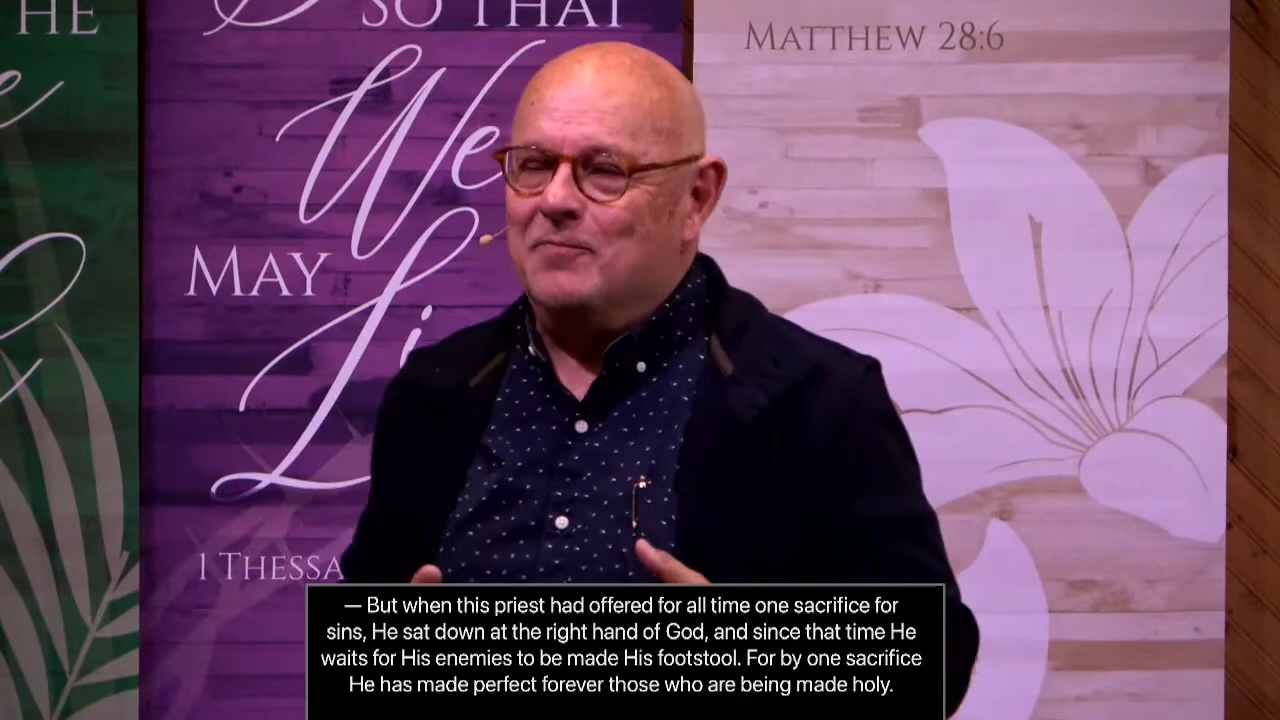 HE
SO THAT
We
MAY
Li
1 THESSA
MATTHEW 28:6
— But when this priest had offered for all time one sacrifice for
sins, He sat down at the right hand of God, and since that time He
waits for His enemies to be made His footstool. For by one sacrifice
He has made perfect forever those who are being made holy.